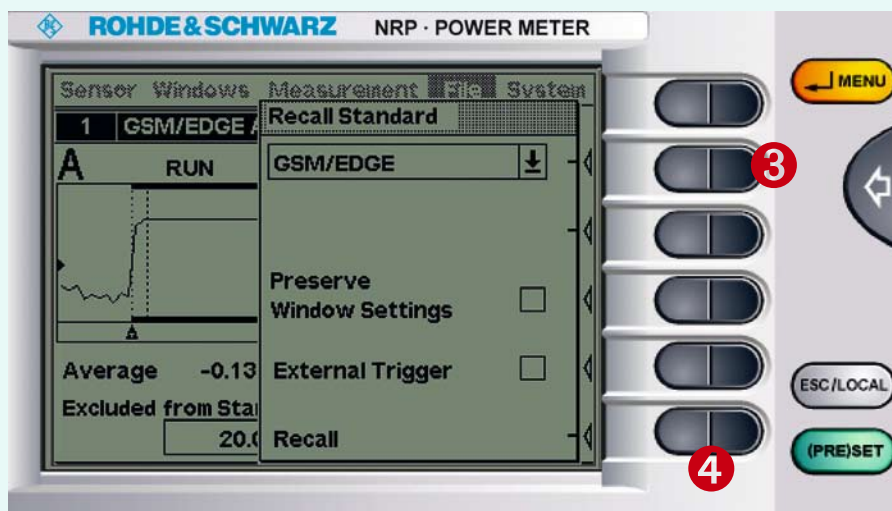 ROHDE & SCHWARZ NRP · POWER METER
Sensor Windows Measurement File System
1 GSM/EDGE
Recall Standard
A RUN
GSM/EDGE
Preserve
Window Settings
Average -0.13
External Trigger
Excluded from
20.0
Recall
MENU
3
ESC/LOCAL
(PRE)SET
4